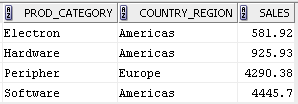 PROD_CATEGORY COUNTRY_REGION SALES
Electron Americas 581.92
Hardware Americas 925.93
Peripher Europe 4290.38
Software Americas 4445.7